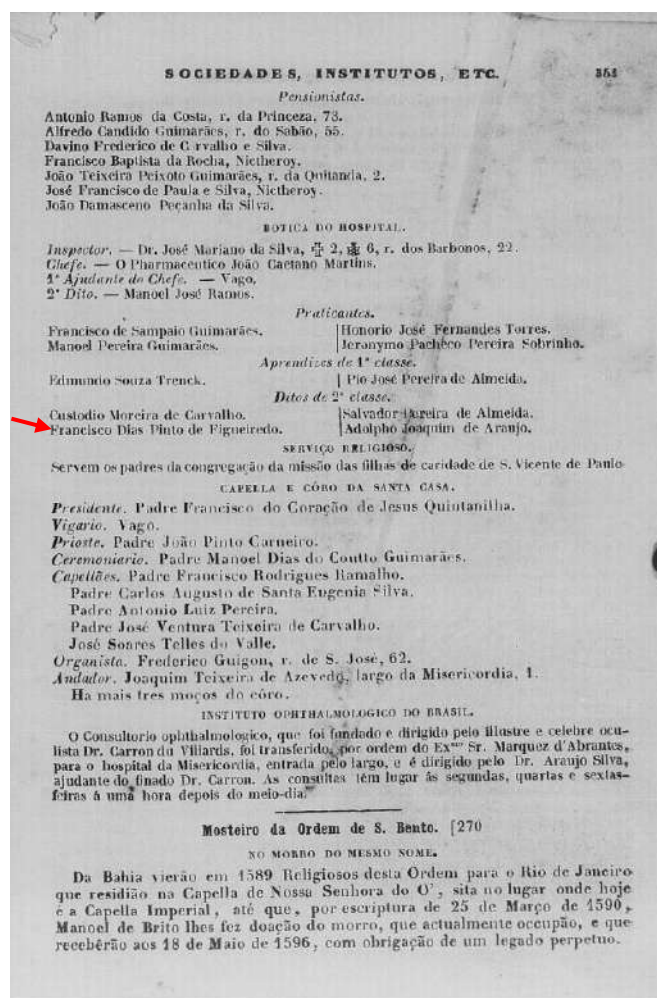 SOCIEDADES, INSTITUTOS, ETC. 353
Pensionistas.
Antonio Ramos da Costa, r. da Princeza, 73.
Alfredo Candido Guimarães, r. do Sabão, 55.
Davino Frederico de C rvalho e Silva.
Francisco Baptista da Rocha, Nictheroy.
João Teixeira Peixoto Guimarães, r. da Quitanda, 2.
José Francisco de Paula e Silva, Nictheroy.
João Damasceno Peçanha da Silva.
BOTICA DO HOSPITAL.
Inspector. — Dr. José Mariano da Silva, 2, 6, r. dos Barbonos, 22.
Chefe. — O Pharmaceutico João Caetano Martins.
1º Ajudante do Chefe. — Vago.
2º Dito. — Manoel José Ramos.
Praticantes.
Francisco de Sampaio Guimarães. | Honorio José Fernandes Torres.
Manoel Pereira Guimarães. | Jeronymo Pacheco Pereira Sobrinho.
Aprendizes de 1ª classe.
Edmundo Souza Trenck. | Pio José Pereira de Almeida.
Ditos de 2ª classe.
Custodio Moreira de Carvalho. | Salvador de Almeida.
Francisco Dias Pinto de Figueiredo. | Adolpho Joaquim de Araujo.
SERVIÇO RELIGIOSO.
Servem os padres da congregação da missão das filhas de caridade de S. Vicente de Paulo
CAPELLA E CÔRO DA SANTA CASA.
Presidente. Padre Francisco do Coração de Jesus Quintanilha.
Vigario. Vago.
Prioste. Padre João Pinto Carneiro.
Ceremoniario. Padre Manoel Dias do Coutto Guimarães.
Capellães. Padre Francisco Rodrigues Ramalho.
Padre Carlos Augusto de Santa Eugenia Silva.
Padre Antonio Luiz Pereira.
Padre José Ventura Teixeira de Carvalho.
José Soares Telles do Valle.
Organista. Frederico Guigon, r. de S. José, 62.
Andador. Joaquim Teixeira de Azevedo, largo da Misericordia, 1.
Ha mais tres moços do côro.
INSTITUTO OPHTHALMOLOGICO DO BRASIL.
O Consultorio ophthalmologico, que foi fundado e dirigido pelo illustre e celebre ocu-
lista Dr. Carron du Villards, foi transferido, por ordem do Exmo Sr. Marquez d'Abrantes,
para o hospital da Misericordia, entrada pelo largo, e é dirigido pelo Dr. Araujo Silva,
ajudante do finado Dr. Carron. As consultas têm lugar ás segundas, quartas e sextas-
feiras á uma hora depois do meio-dia.
Mosteiro da Ordem de S. Bento. [270
NO MORRO DO MESMO NOME.
Da Bahia vierão em 1589 Religiosos desta Ordem para o Rio de Janeiro
que residião na Capella de Nossa Senhora do O', sita no lugar onde hoje
é a Capella Imperial, até que, por escriptura de 25 de Março de 1590,
Manoel de Brito lhes fez doação do morro, que actualmente occupão, e que
recebêrão aos 18 de Maio de 1596, com obrigação de um legado perpetuo.